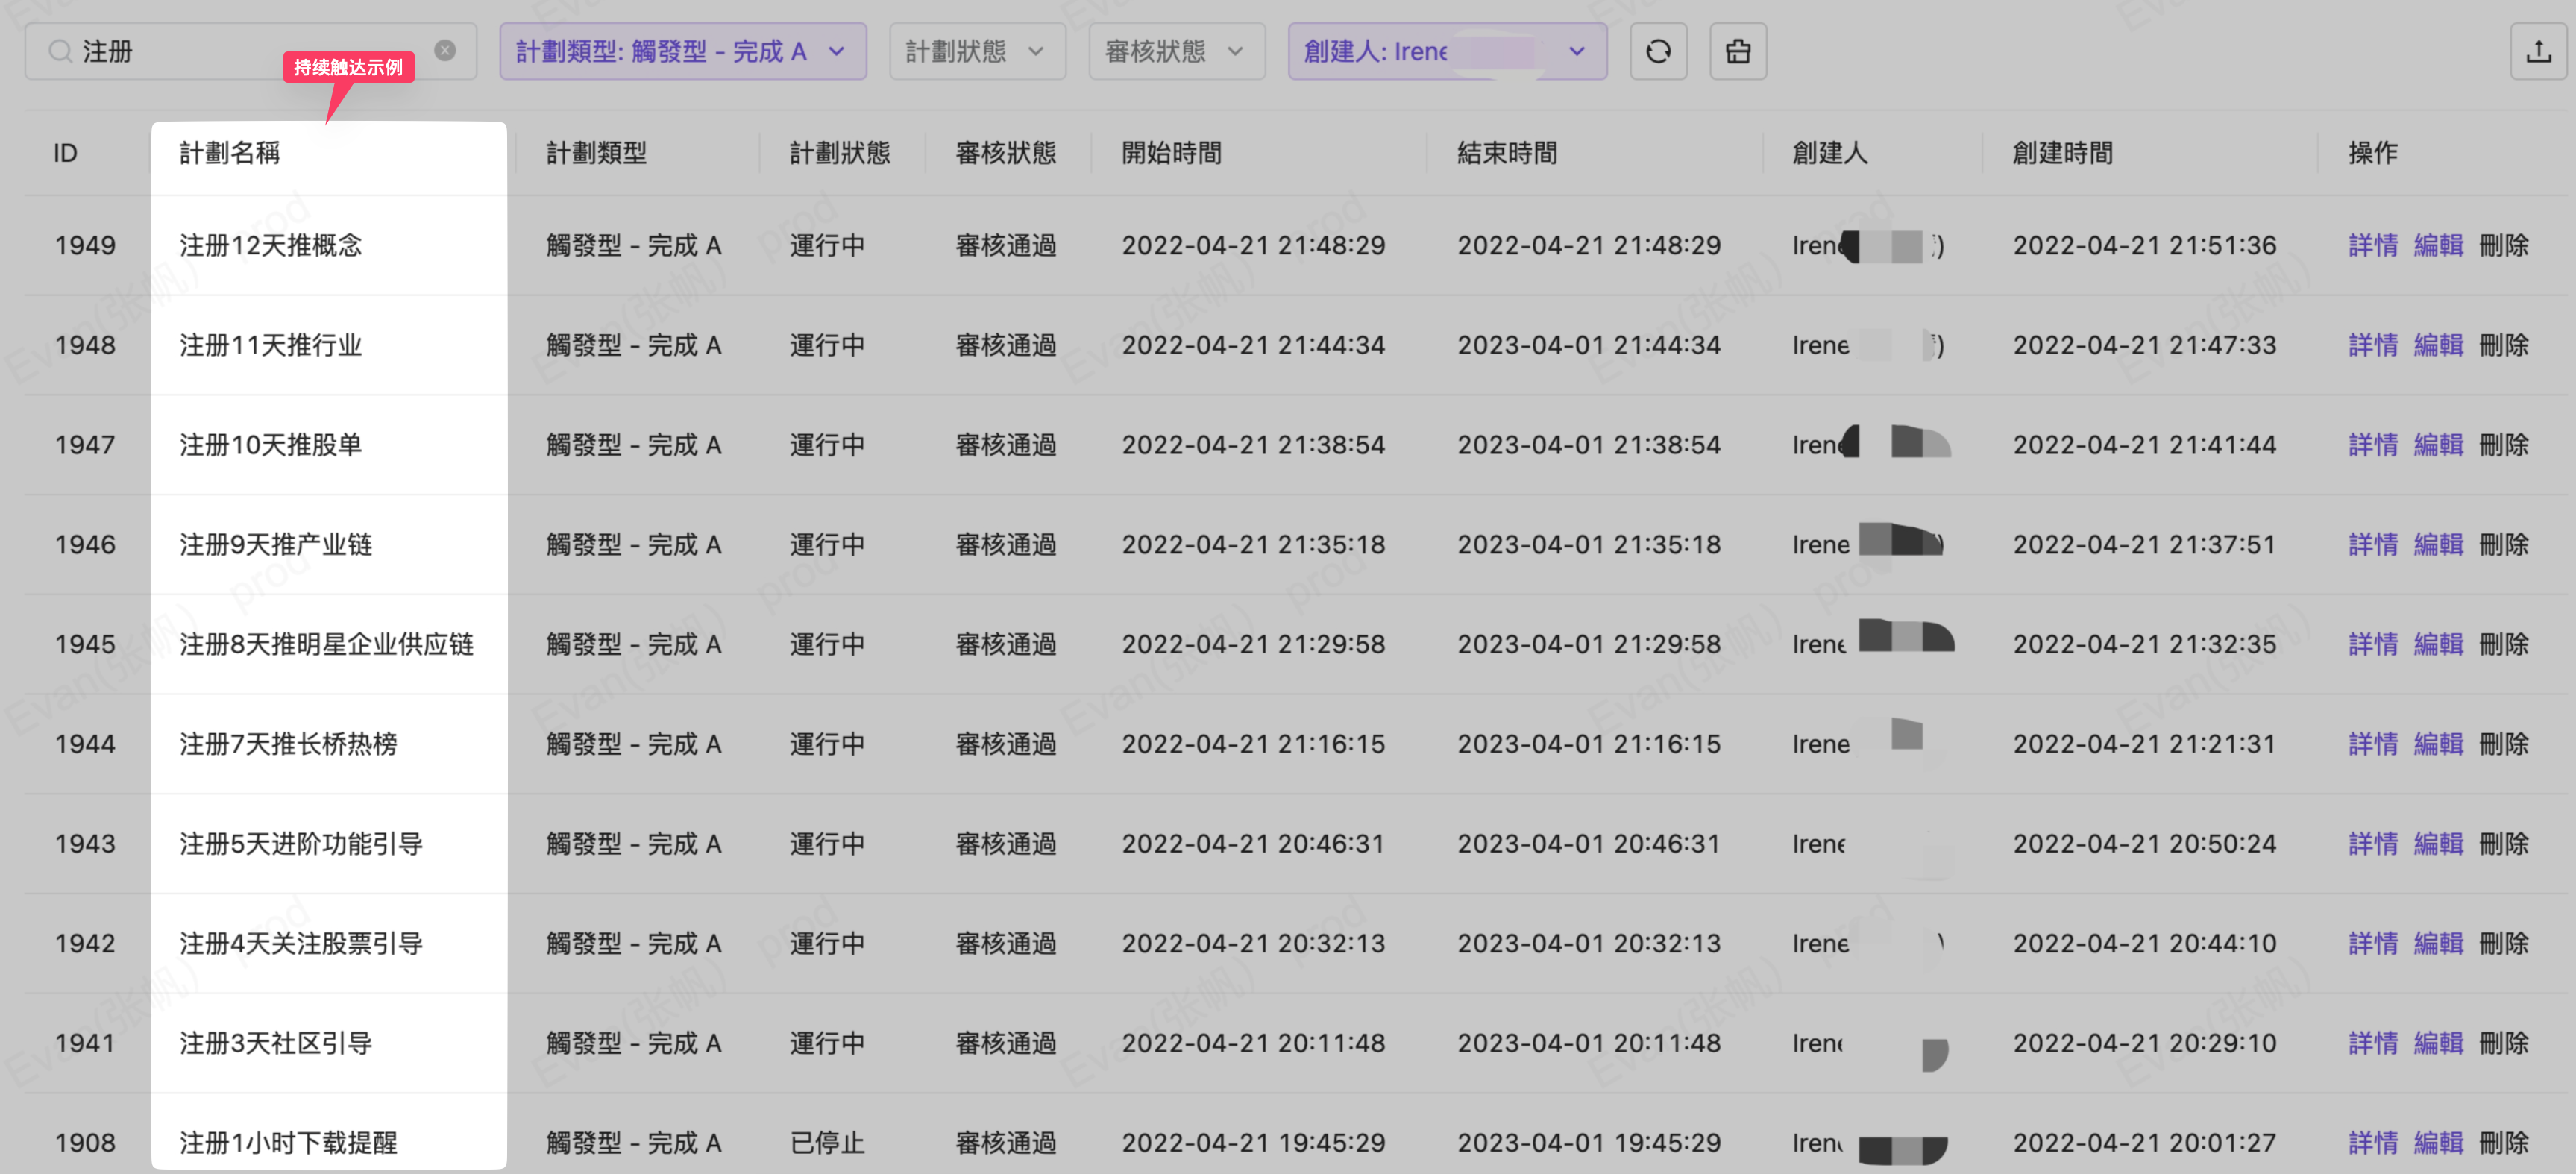 注册
持续触达示例
計劃類型: 觸發型 - 完成 A
計劃狀態
審核狀態
創建人: Irene
ID 計劃名稱 計劃類型 計劃狀態 審核狀態 開始時間 結束時間 創建人 創建時間 操作
1949 注册12天推概念 觸發型 - 完成 A 運行中 審核通過 2022-04-21 21:48:29 2022-04-21 21:48:29 Irene 2022-04-21 21:51:36 詳情 編輯 刪除
1948 注册11天推行业 觸發型 - 完成 A 運行中 審核通過 2022-04-21 21:44:34 2023-04-01 21:44:34 Irene 2022-04-21 21:47:33 詳情 編輯 刪除
1947 注册10天推股单 觸發型 - 完成 A 運行中 審核通過 2022-04-21 21:38:54 2023-04-01 21:38:54 Irene 2022-04-21 21:41:44 詳情 編輯 刪除
1946 注册9天推产业链 觸發型 - 完成 A 運行中 審核通過 2022-04-21 21:35:18 2023-04-01 21:35:18 Irene 2022-04-21 21:37:51 詳情 編輯 刪除
1945 注册8天推明星企业供应链 觸發型 - 完成 A 運行中 審核通過 2022-04-21 21:29:58 2023-04-01 21:29:58 Irene 2022-04-21 21:32:35 詳情 編輯 刪除
1944 注册7天推长桥热榜 觸發型 - 完成 A 運行中 審核通過 2022-04-21 21:16:15 2023-04-01 21:16:15 Irene 2022-04-21 21:21:31 詳情 編輯 刪除
1943 注册5天进阶功能引导 觸發型 - 完成 A 運行中 審核通過 2022-04-21 20:46:31 2023-04-01 20:46:31 Irene 2022-04-21 20:50:24 詳情 編輯 刪除
1942 注册4天关注股票引导 觸發型 - 完成 A 運行中 審核通過 2022-04-21 20:32:13 2023-04-01 20:32:13 Irene 2022-04-21 20:44:10 詳情 編輯 刪除
1941 注册3天社区引导 觸發型 - 完成 A 運行中 審核通過 2022-04-21 20:11:48 2023-04-01 20:11:48 Irene 2022-04-21 20:29:10 詳情 編輯 刪除
1908 注册1小时下载提醒 觸發型 - 完成 A 已停止 審核通過 2022-04-21 19:45:29 2023-04-01 19:45:29 Irene 2022-04-21 20:01:27 詳情 編輯 刪除
Evan(张帆) prod